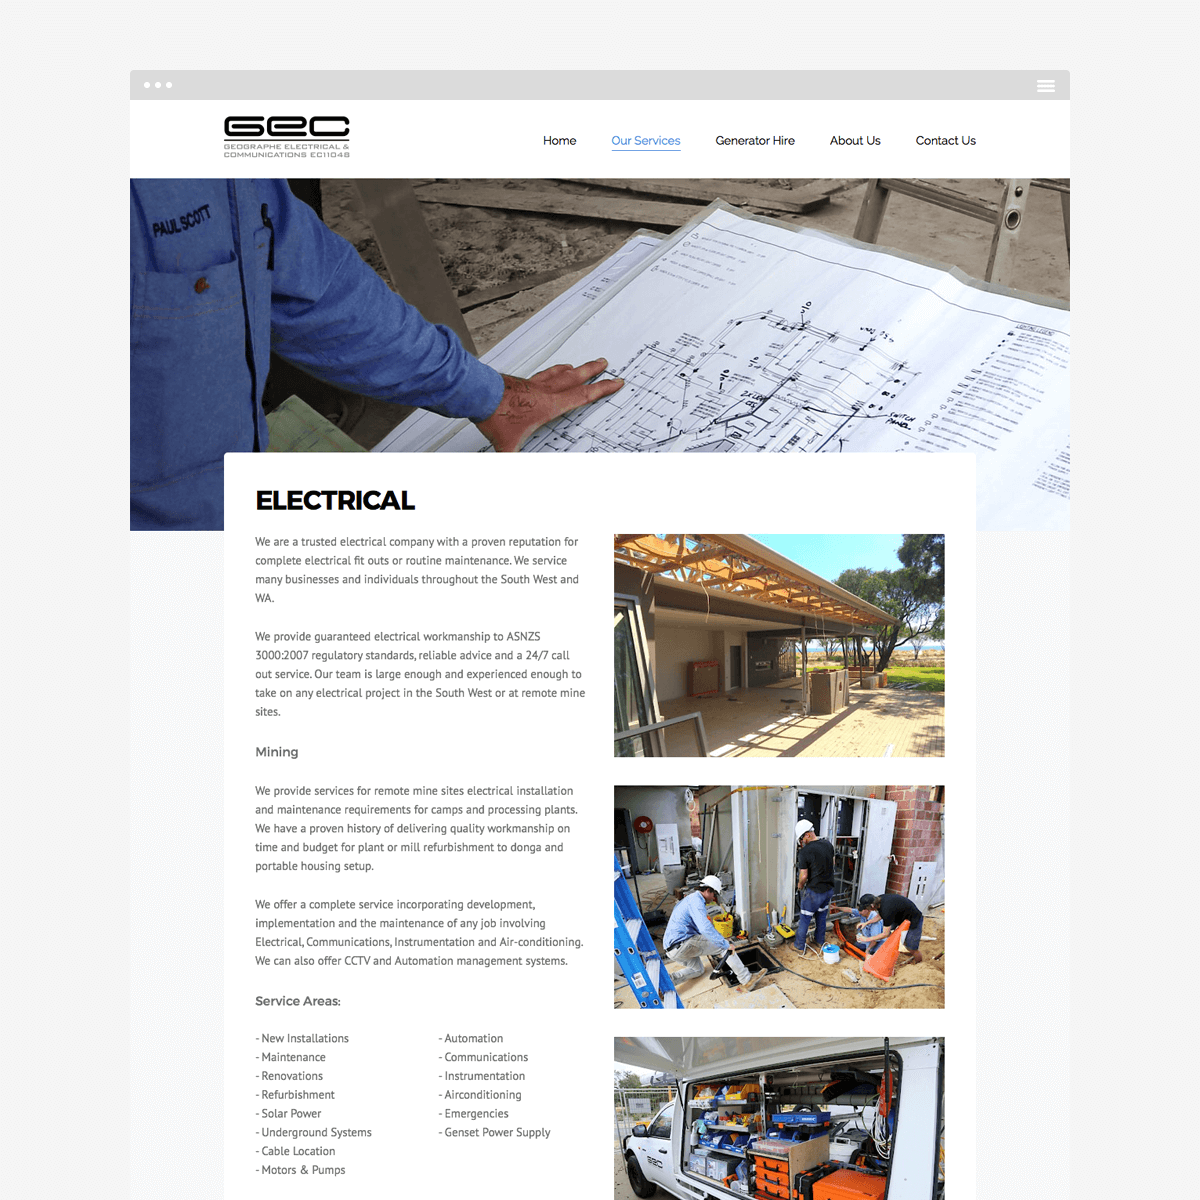 GEC
GEOGRAPHE ELECTRICAL &
COMMUNICATIONS EC11048
Home
Our Services
Generator Hire
About Us
Contact Us
PAUL SCOTT
LIGHTING LEGEND
SWITCH
PANEL
ELECTRICAL
We are a trusted electrical company with a proven reputation for
complete electrical fit outs or routine maintenance. We service
many businesses and individuals throughout the South West and
WA.
We provide guaranteed electrical workmanship to ASNZS
3000:2007 regulatory standards, reliable advice and a 24/7 call
out service. Our team is large enough and experienced enough to
take on any electrical project in the South West or at remote mine
sites.
Mining
We provide services for remote mine sites electrical installation
and maintenance requirements for camps and processing plants.
We have a proven history of delivering quality workmanship on
time and budget for plant or mill refurbishment to donga and
portable housing setup.
We offer a complete service incorporating development,
implementation and the maintenance of any job involving
Electrical, Communications, Instrumentation and Air-conditioning.
We can also offer CCTV and Automation management systems.
Service Areas:
- New Installations
- Maintenance
- Renovations
- Refurbishment
- Solar Power
- Underground Systems
- Cable Location
- Motors & Pumps
- Automation
- Communications
- Instrumentation
- Airconditioning
- Emergencies
- Genset Power Supply
GEC